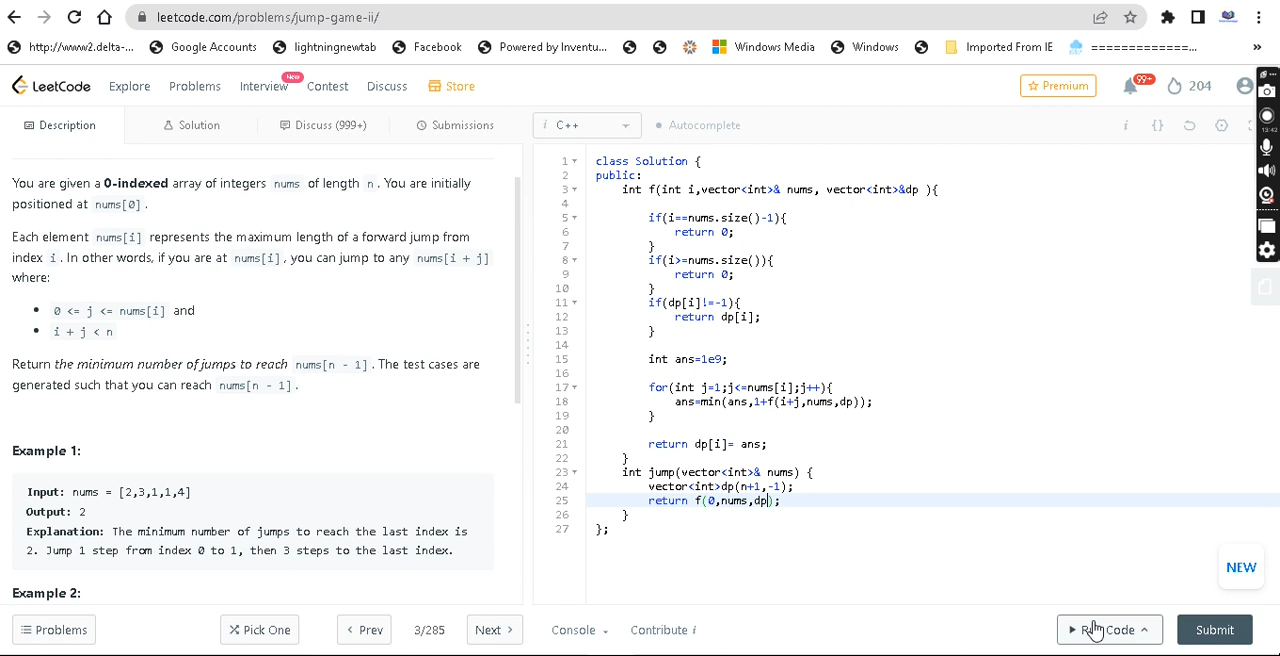 leetcode.com/problems/jump-game-ii/
http://www2.delta-... Google Accounts lightningnewtab Facebook Powered by Inventu... Windows Media Windows Imported From IE =============... »
LeetCode Explore Problems Interview New Contest Discuss Store Premium 99+ 204
Description Solution Discuss (999+) Submissions
i C++ Autocomplete i {}
13:42
You are given a 0-indexed array of integers nums of length n. You are initially
positioned at nums[0].
Each element nums[i] represents the maximum length of a forward jump from
index i. In other words, if you are at nums[i], you can jump to any nums[i + j]
where:
• 0 <= j <= nums[i] and
• i + j < n
Return the minimum number of jumps to reach nums[n - 1]. The test cases are
generated such that you can reach nums[n - 1].
Example 1:
Input: nums = [2,3,1,1,4]
Output: 2
Explanation: The minimum number of jumps to reach the last index is
2. Jump 1 step from index 0 to 1, then 3 steps to the last index.
Example 2:
1 class Solution {
2 public:
3 int f(int i,vector<int>& nums, vector<int>&dp ){
4
5 if(i==nums.size()-1){
6 return 0;
7 }
8 if(i>=nums.size()){
9 return 0;
10 }
11 if(dp[i]!=-1){
12 return dp[i];
13 }
14
15 int ans=1e9;
16
17 for(int j=1;j<=nums[i];j++){
18 ans=min(ans,1+f(i+j,nums,dp));
19 }
20
21 return dp[i]= ans;
22 }
23 int jump(vector<int>& nums) {
24 vector<int>dp(n+1,-1);
25 return f(0,nums,dp);
26 }
27 };
NEW
Problems Pick One Prev 3/285 Next Console Contribute i Code Submit